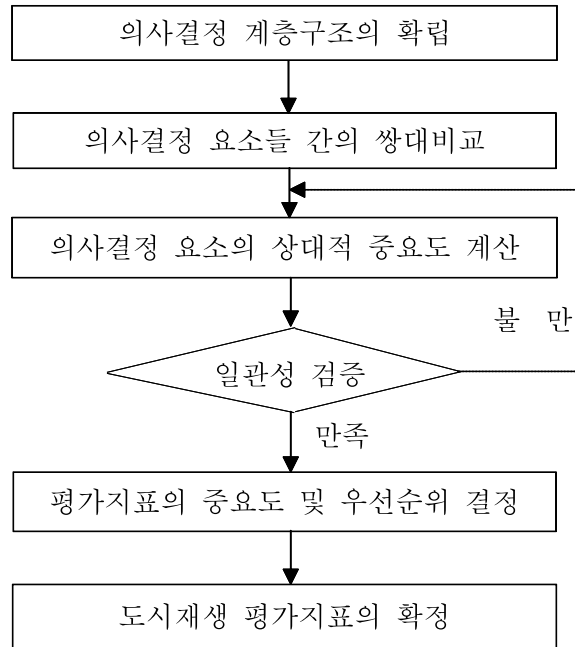 의사결정 계층구조의 확립
의사결정 요소들 간의 쌍대비교
의사결정 요소의 상대적 중요도 계산
불 만
일관성 검증
만족
평가지표의 중요도 및 우선순위 결정
도시재생 평가지표의 확정